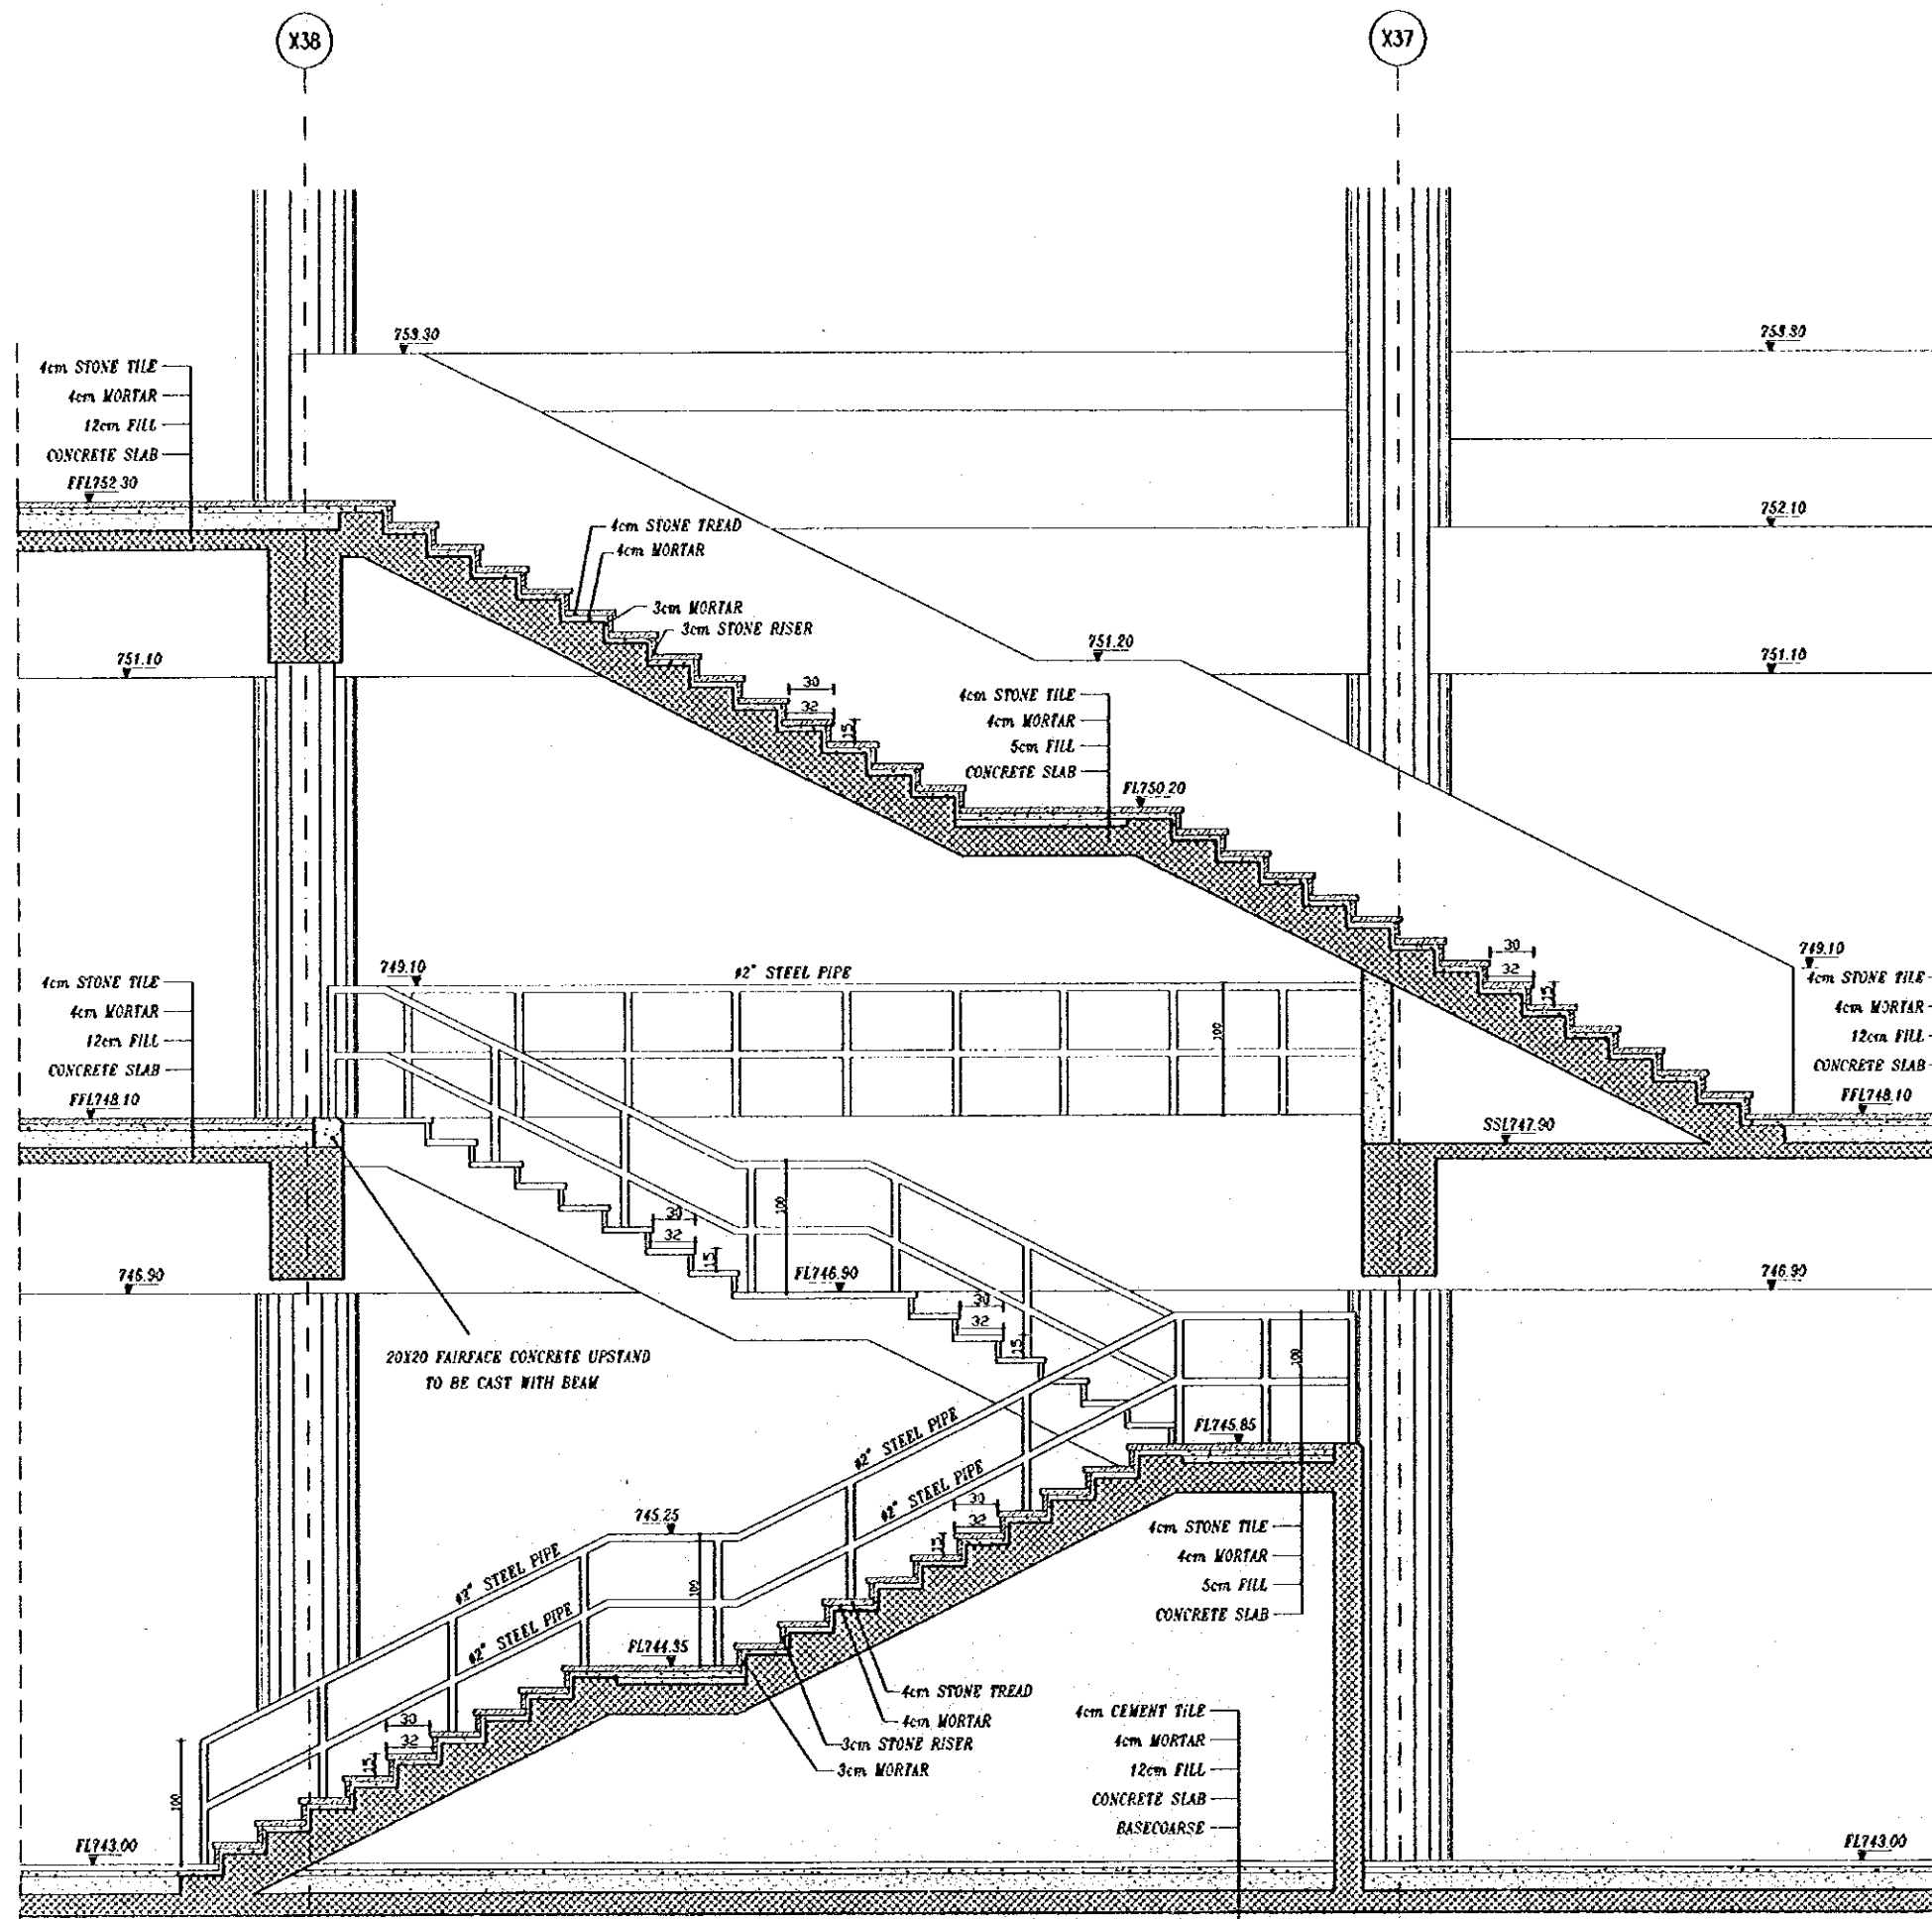 X38
X37
753.30
753.30
4cm STONE TILE
4cm MORTAR
12cm FILL
CONCRETE SLAB
FFL752.30
752.10
4cm STONE TREAD
4cm MORTAR
3cm MORTAR
3cm STONE RISER
751.10
751.20
751.10
30
32
15
4cm STONE TILE
4cm MORTAR
5cm FILL
CONCRETE SLAB
FL750.20
30
32
15
749.10
4cm STONE TILE
4cm MORTAR
12cm FILL
CONCRETE SLAB
FFL748.10
749.10
ø2" STEEL PIPE
100
4cm STONE TILE
4cm MORTAR
12cm FILL
CONCRETE SLAB
FFL748.10
SSL747.90
100
30
32
15
746.90
FL746.90
746.90
30
32
15
100
20X20 FAIRFACE CONCRETE UPSTAND
TO BE CAST WITH BEAM
FL745.85
ø2" STEEL PIPE
ø2" STEEL PIPE
30
32
15
745.25
100
4cm STONE TILE
4cm MORTAR
5cm FILL
CONCRETE SLAB
ø2" STEEL PIPE
ø2" STEEL PIPE
FL744.35
4cm STONE TREAD
4cm MORTAR
3cm STONE RISER
3cm MORTAR
30
32
15
100
4cm CEMENT TILE
4cm MORTAR
12cm FILL
CONCRETE SLAB
BASECOARSE
FL743.00
FL743.00